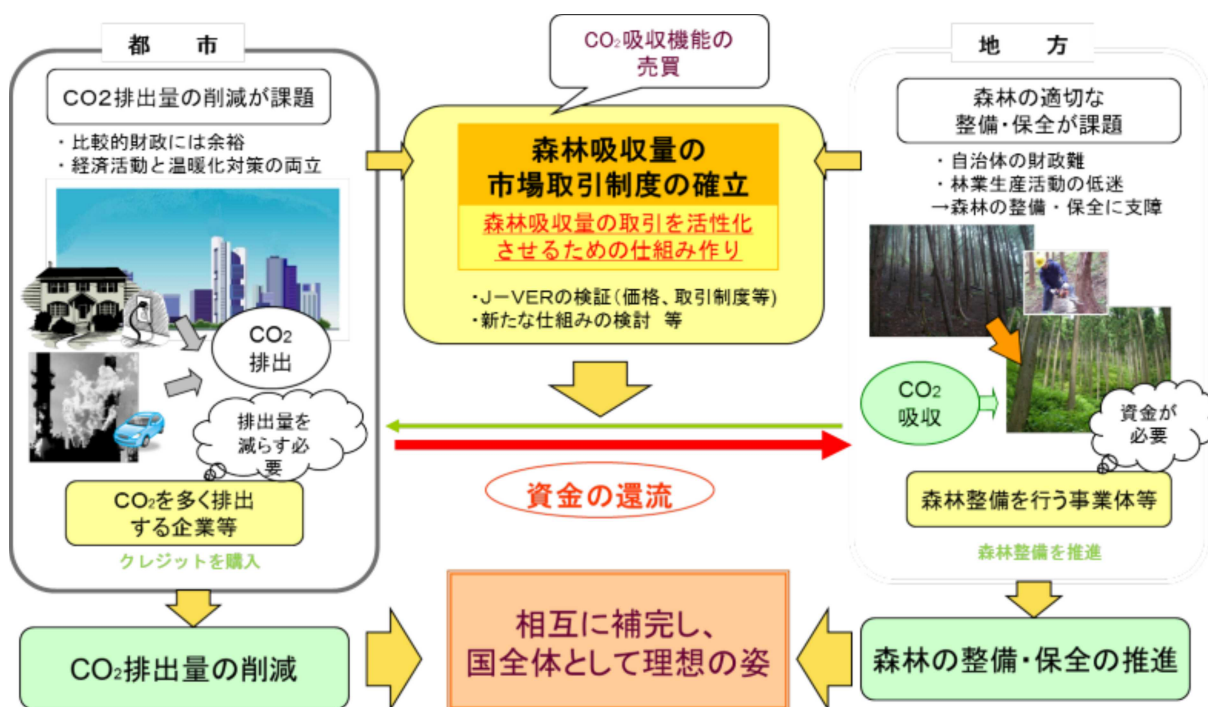 都　市
CO2排出量の削減が課題
・比較的財政には余裕
・経済活動と温暖化対策の両立
CO₂
排出
排出量を
減らす必
要
CO₂を多く排出
する企業等
クレジットを購入
CO₂排出量の削減
CO₂吸収機能の
売買
森林吸収量の
市場取引制度の確立
森林吸収量の取引を活性化
させるための仕組み作り
・J－VERの検証(価格、取引制度等)
・新たな仕組みの検討 等
資金の還流
相互に補完し、
国全体として理想の姿
地　方
森林の適切な
整備・保全が課題
・自治体の財政難
・林業生産活動の低迷
→森林の整備・保全に支障
CO₂
吸収
資金が
必要
森林整備を行う事業体等
森林整備を推進
森林の整備・保全の推進